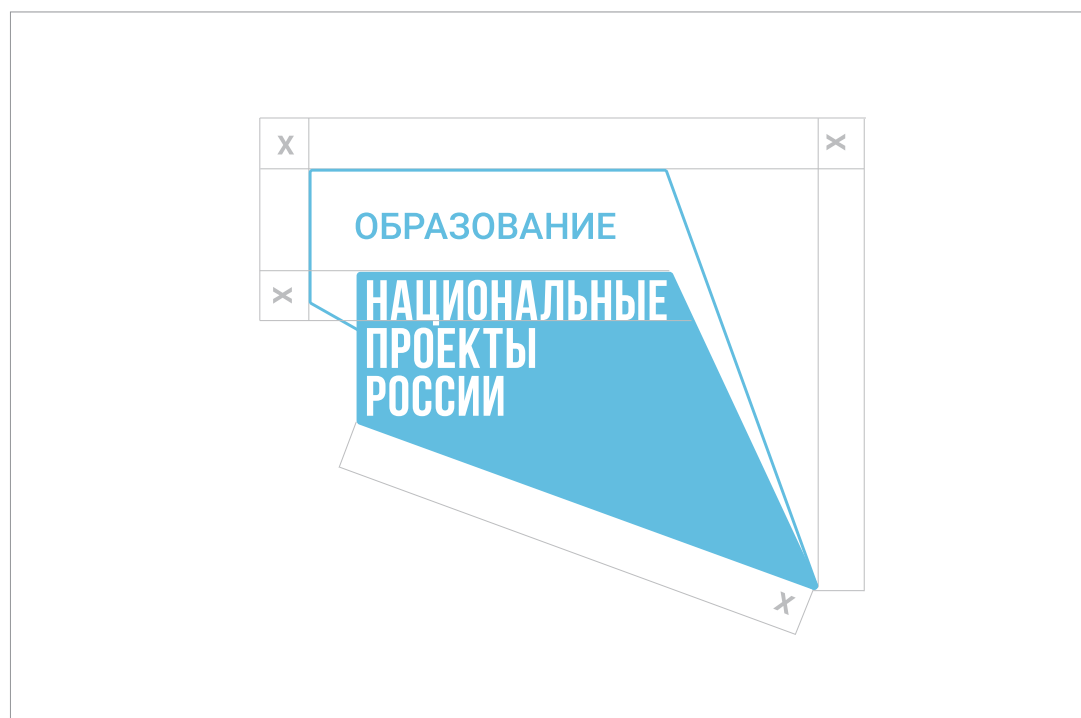 X
X
ОБРАЗОВАНИЕ
НАЦИОНАЛЬНЫЕ
X
ПРОЕКТЫ
РОССИИ
X